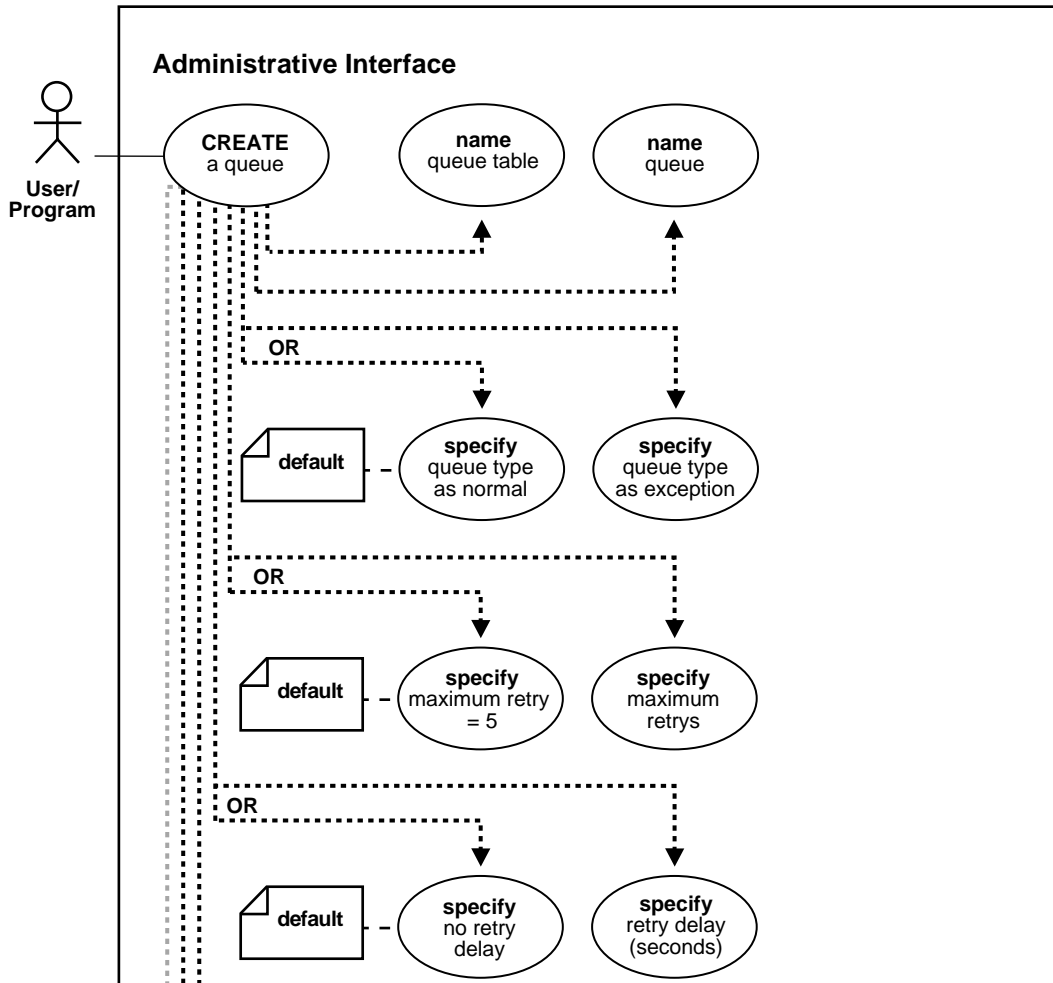 Administrative Interface
User/
Program
CREATE
a queue
name
queue table
name
queue
OR
default
specify
queue type
as normal
specify
queue type
as exception
OR
default
specify
maximum retry
= 5
specify
maximum
retrys
OR
default
specify
no retry
delay
specify
retry delay
(seconds)